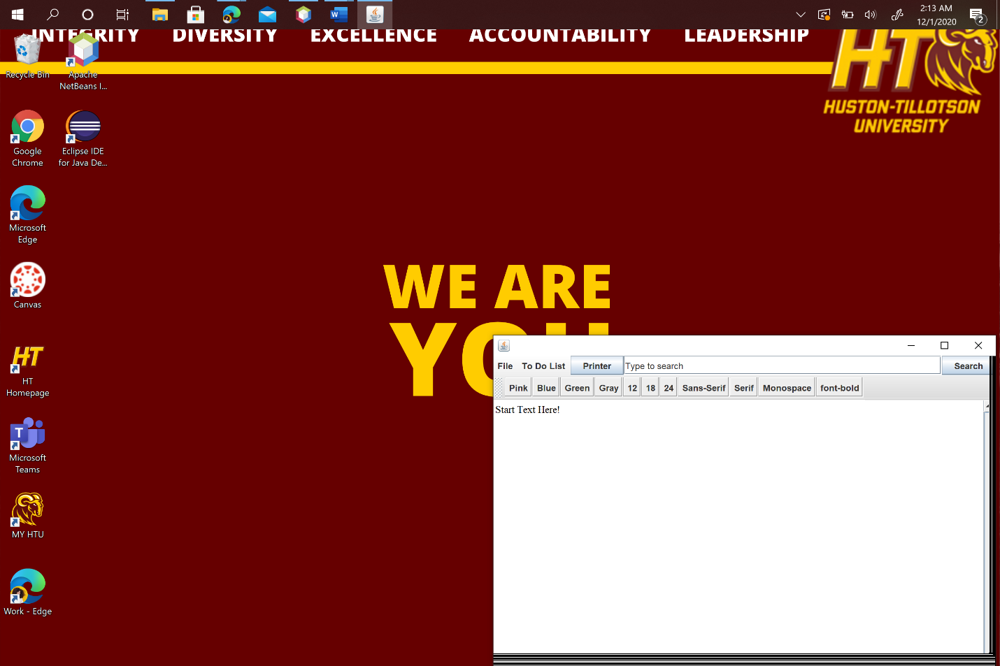 2:13 AM
12/1/2020
2
INTEGRITY DIVERSITY EXCELLENCE ACCOUNTABILITY LEADERSHIP
HT
HUSTON-TILLOTSON
UNIVERSITY
Recycle Bin
Apache
NetBeans I...
Google
Chrome
Eclipse IDE
for Java De...
Microsoft
Edge
Canvas
HT
HT
Homepage
T
Microsoft
Teams
MY HTU
Work - Edge
WE ARE
YOU
File To Do List Printer Type to search Search
Pink Blue Green Gray 12 18 24 Sans-Serif Serif Monospace font-bold
Start Text Here!